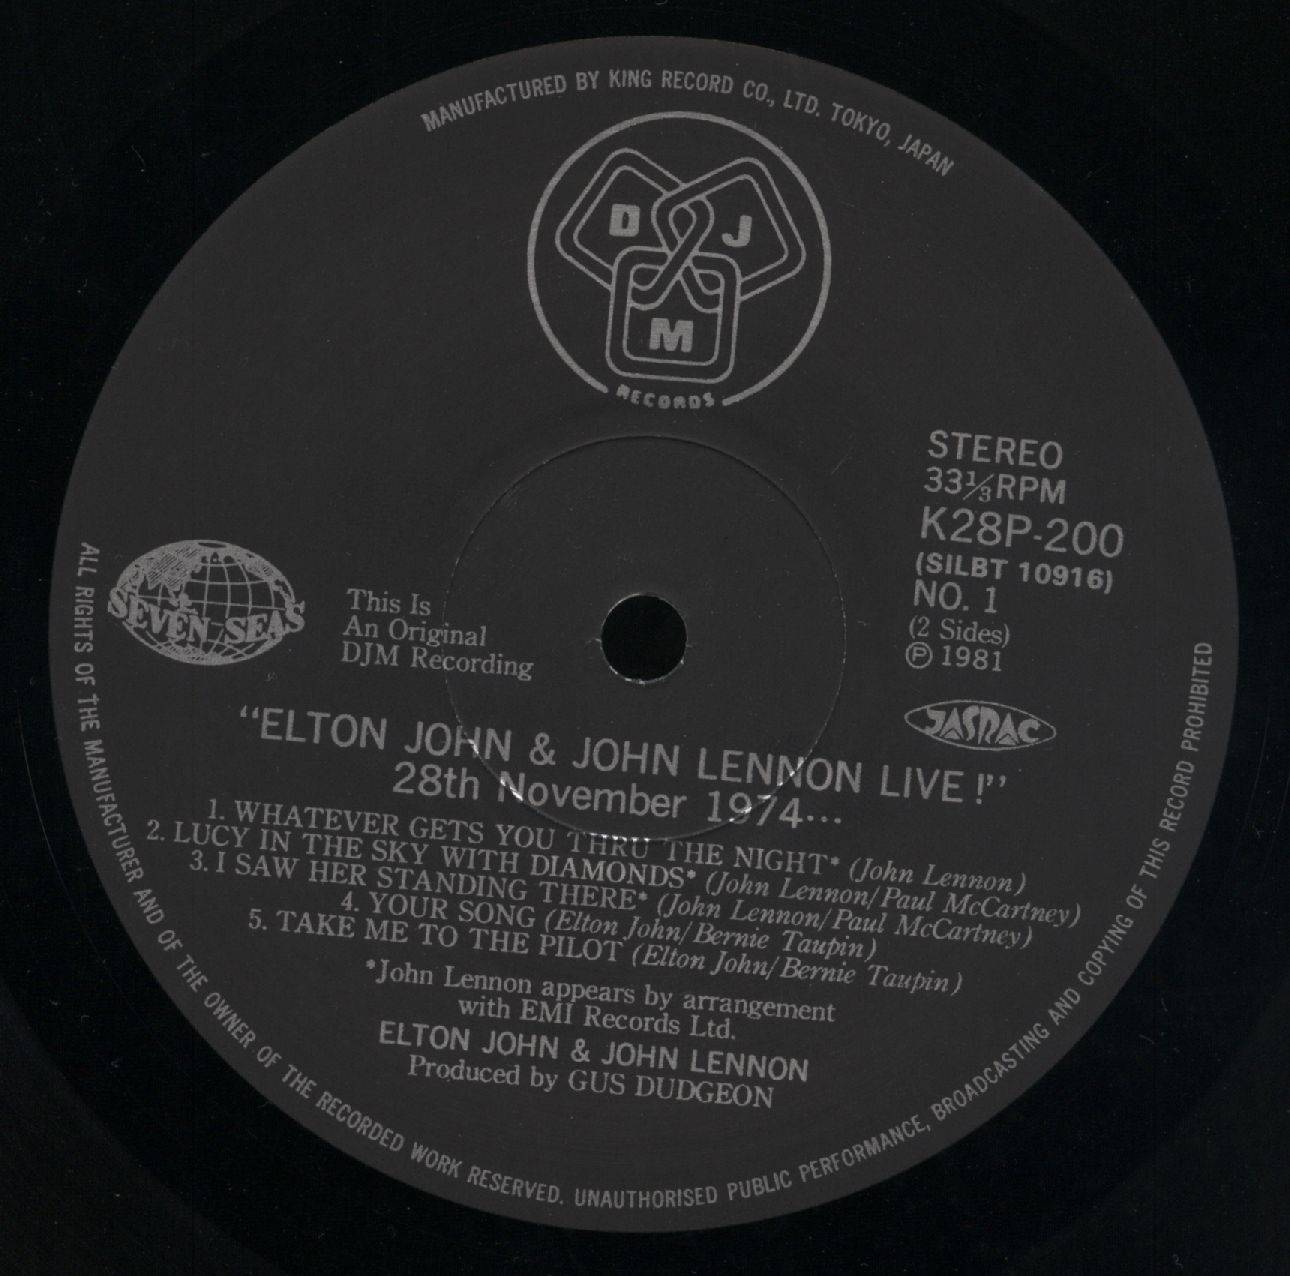 MANUFACTURED BY KING RECORD CO., LTD. TOKYO, JAPAN
D J
M
RECORDS
STEREO
33⅓RPM
K28P-200
(SILBT 10916)
NO. 1
(2 Sides)
℗ 1981
JASRAC
SEVEN SEAS
This Is
An Original
DJM Recording
“ELTON JOHN & JOHN LENNON LIVE!”
28th November 1974...
1. WHATEVER GETS YOU THRU THE NIGHT* (John Lennon)
2. LUCY IN THE SKY WITH DIAMONDS* (John Lennon/Paul McCartney)
3. I SAW HER STANDING THERE* (John Lennon/Paul McCartney)
4. YOUR SONG (Elton John/Bernie Taupin)
5. TAKE ME TO THE PILOT (Elton John/Bernie Taupin)
*John Lennon appears by arrangement
with EMI Records Ltd.
ELTON JOHN & JOHN LENNON
Produced by GUS DUDGEON
ALL RIGHTS OF THE MANUFACTURER AND OF THE OWNER OF THE RECORDED WORK RESERVED. UNAUTHORISED PUBLIC PERFORMANCE, BROADCASTING AND COPYING OF THIS RECORD PROHIBITED